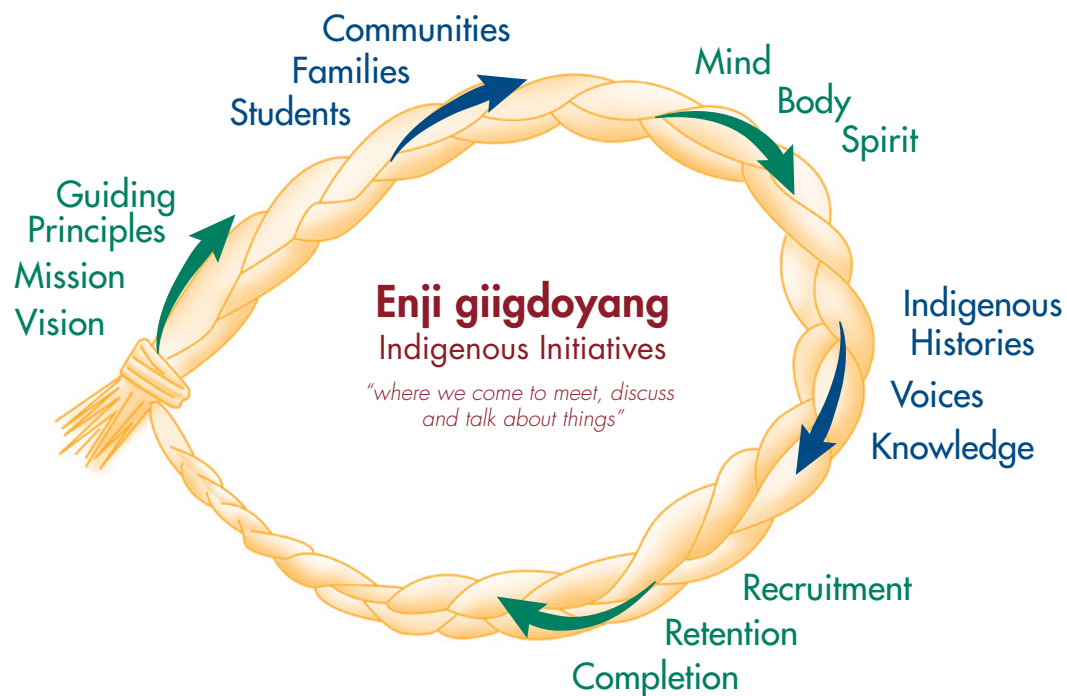 Communities
Families
Students
Mind
Body
Spirit
Guiding
Principles
Mission
Vision
Enji giigdoyang
Indigenous Initiatives
“where we come to meet, discuss
and talk about things”
Indigenous
Histories
Voices
Knowledge
Recruitment
Retention
Completion